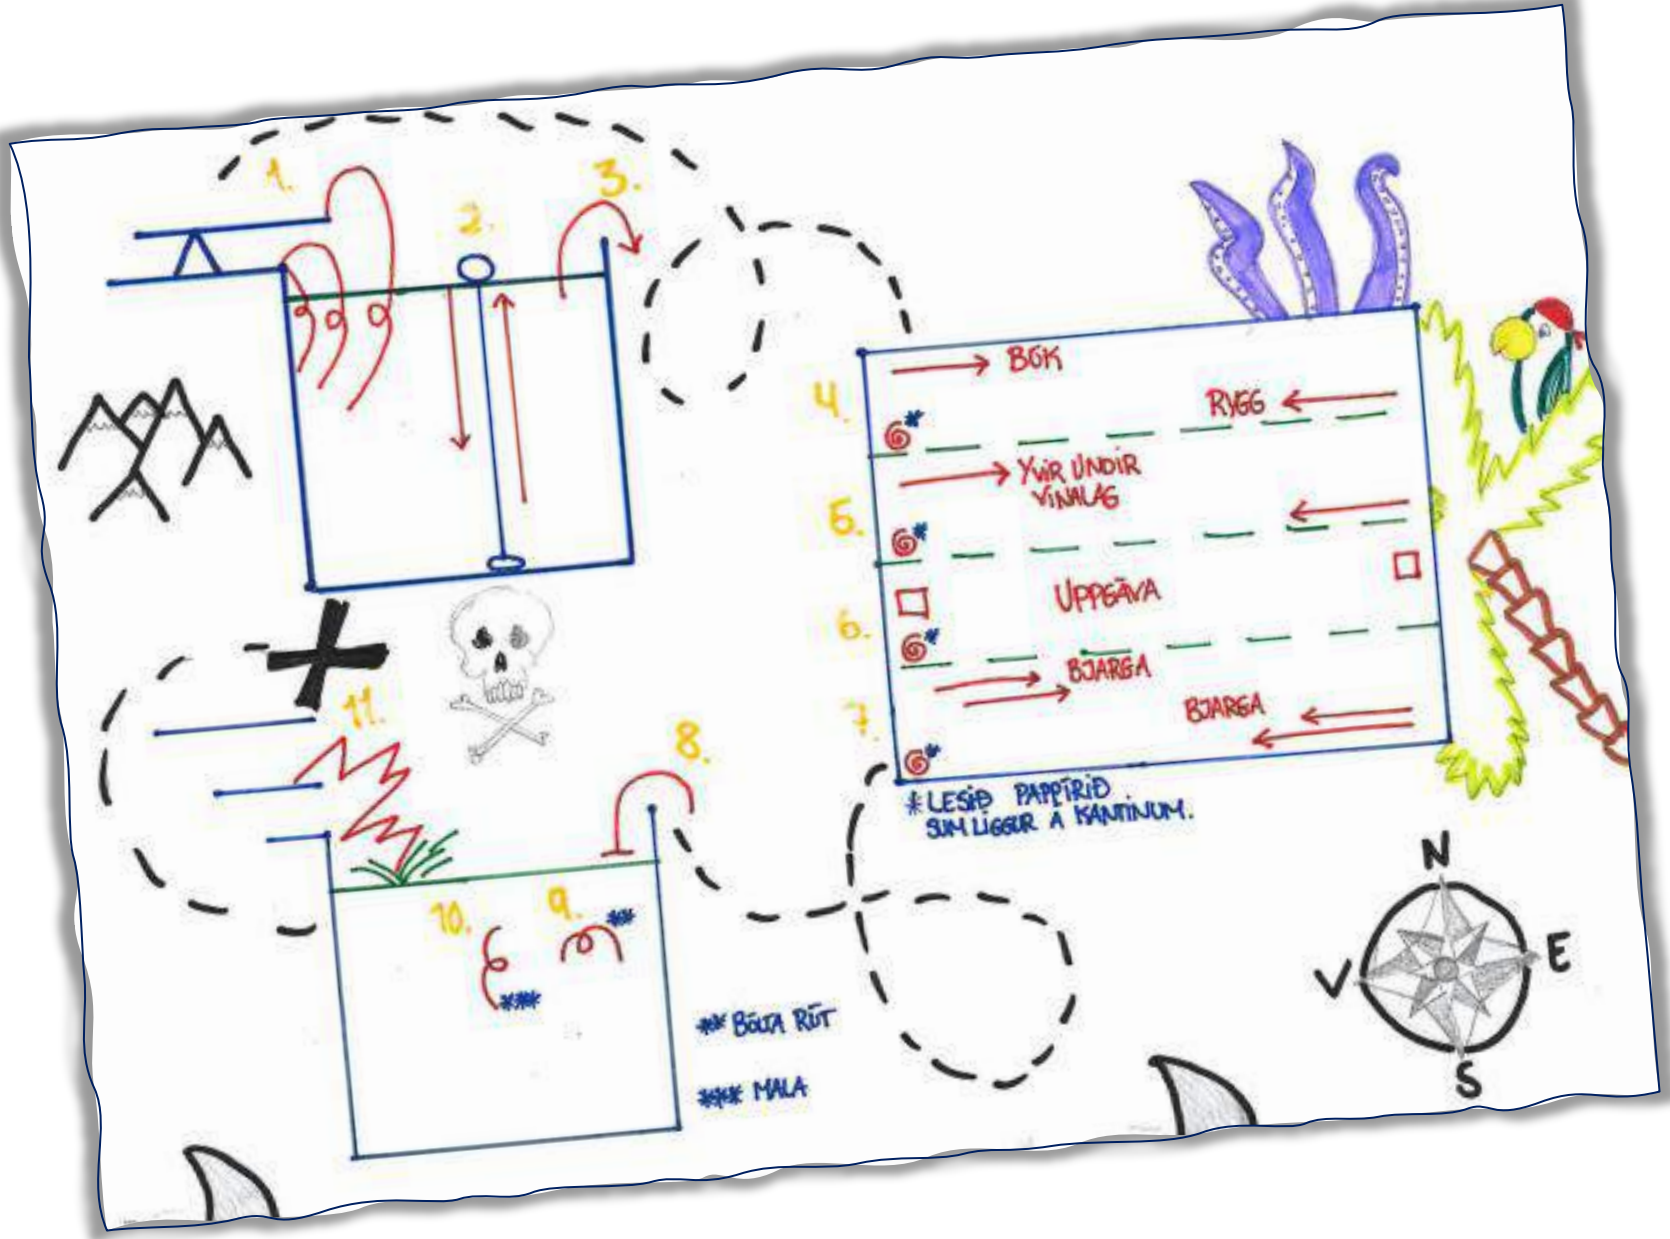 1.
2.
3.
4.
BÓK
RYGG
5.
YVIR UNDIR
VINALAG
6.
UPPGÁVA
7.
BJARGA
BJARGA
*LESIÐ PAPPÍRIÐ
SUM LIGGUR Á KANTINUM.
8.
9.
**
10.
***
11.
** BÓLTA RÚT
*** MALA
N
V
E
S